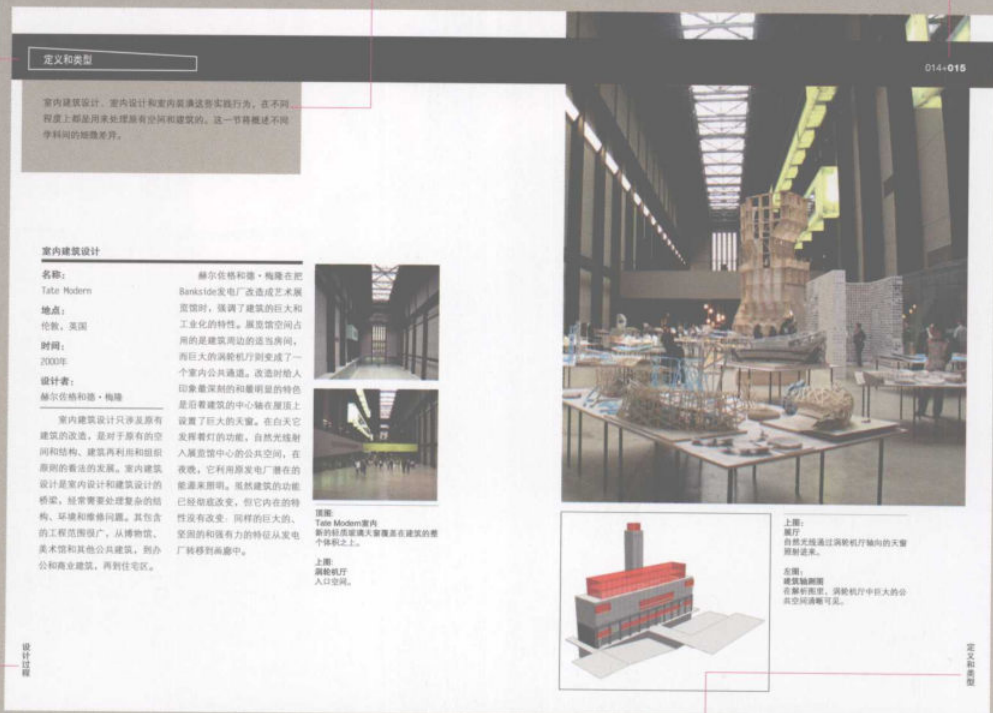 定义和类型
014+015
室内建筑设计、室内设计和室内装潢这些实践行为，在不同
程度上都是用来处理原有空间和建筑的。这一节将概述不同
学科间的细微差异。
室内建筑设计
名称：
Tate Modern
地点：
伦敦，英国
时间：
2000年
设计者：
赫尔佐格和德·梅隆
室内建筑设计只涉及原有
建筑的改造，是对于原有的空
间和结构、建筑再利用和组织
原则的看法的发展。室内建筑
设计是室内设计和建筑设计的
桥梁，经常需要处理复杂的结
构、环境和维修问题。其包含
的工程范围很广，从博物馆、
美术馆和其他公共建筑，到办
公和商业建筑，再到住宅区。
赫尔佐格和德·梅隆在把
Bankside发电厂改造成艺术展
览馆时，强调了建筑的巨大和
工业化的特性。展览馆空间占
用的是建筑周边的适当房间，
而巨大的涡轮机厅则变成了一
个室内公共通道。改造时给人
印象最深刻的和最明显的特色
是沿着建筑的中心轴在屋顶上
设置了巨大的天窗。在白天它
发挥着灯的功能，自然光线射
入展览馆中心的公共空间，在
夜晚，它利用原发电厂潜在的
能源来照明。虽然建筑的功能
已经彻底改变，但它内在的特
性没有改变：同样的巨大的、
坚固的和强有力的特征从发电
厂转移到画廊中。
顶图：
Tate Modern室内
新的轻质玻璃天窗覆盖在建筑的整
个体积之上。
上图：
涡轮机厅
入口空间。
上图：
展厅
自然光线通过涡轮机厅轴向的天窗
照射进来。
左图：
建筑轴测图
在解析图里，涡轮机厅中巨大的公
共空间清晰可见。
设计过程
定义和类型